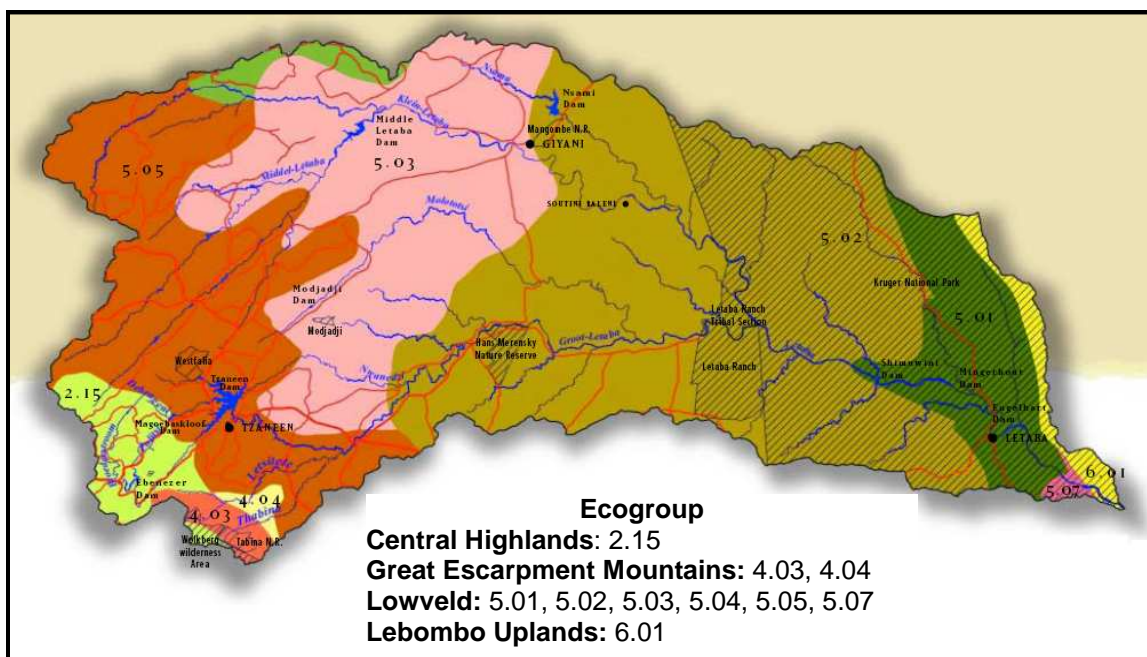 Nsama
Nsami
Dam
Klein-Letaba
Middle
Letaba
Dam
Mangombe N.R.
GIYANI
5.05
5.03
Middel-Letaba
Molototsi
SOUTINI BALENI
5.02
Kruger National Park
Modjadji
Dam
Modjadji
Letaba Ranch
Tribal Section
5.01
Hans Merensky
Nature Reserve
Groot-Letaba
Westfalia
Nwanedzi
Letaba Ranch
Shimuwini
Dam
Mingerhout
Dam
Tzaneen
Dam
2.15
Engelhart
Dam
Magoebaskloof
Dam
TZANEEN
LETABA
Letsitele
Ebenezer
Dam
4.04
6.01
5.07
4.03
Thabina
Wolkberg
wilderness
Area
Tabina N.R.
Ecogroup
Central Highlands: 2.15
Great Escarpment Mountains: 4.03, 4.04
Lowveld: 5.01, 5.02, 5.03, 5.04, 5.05, 5.07
Lebombo Uplands: 6.01